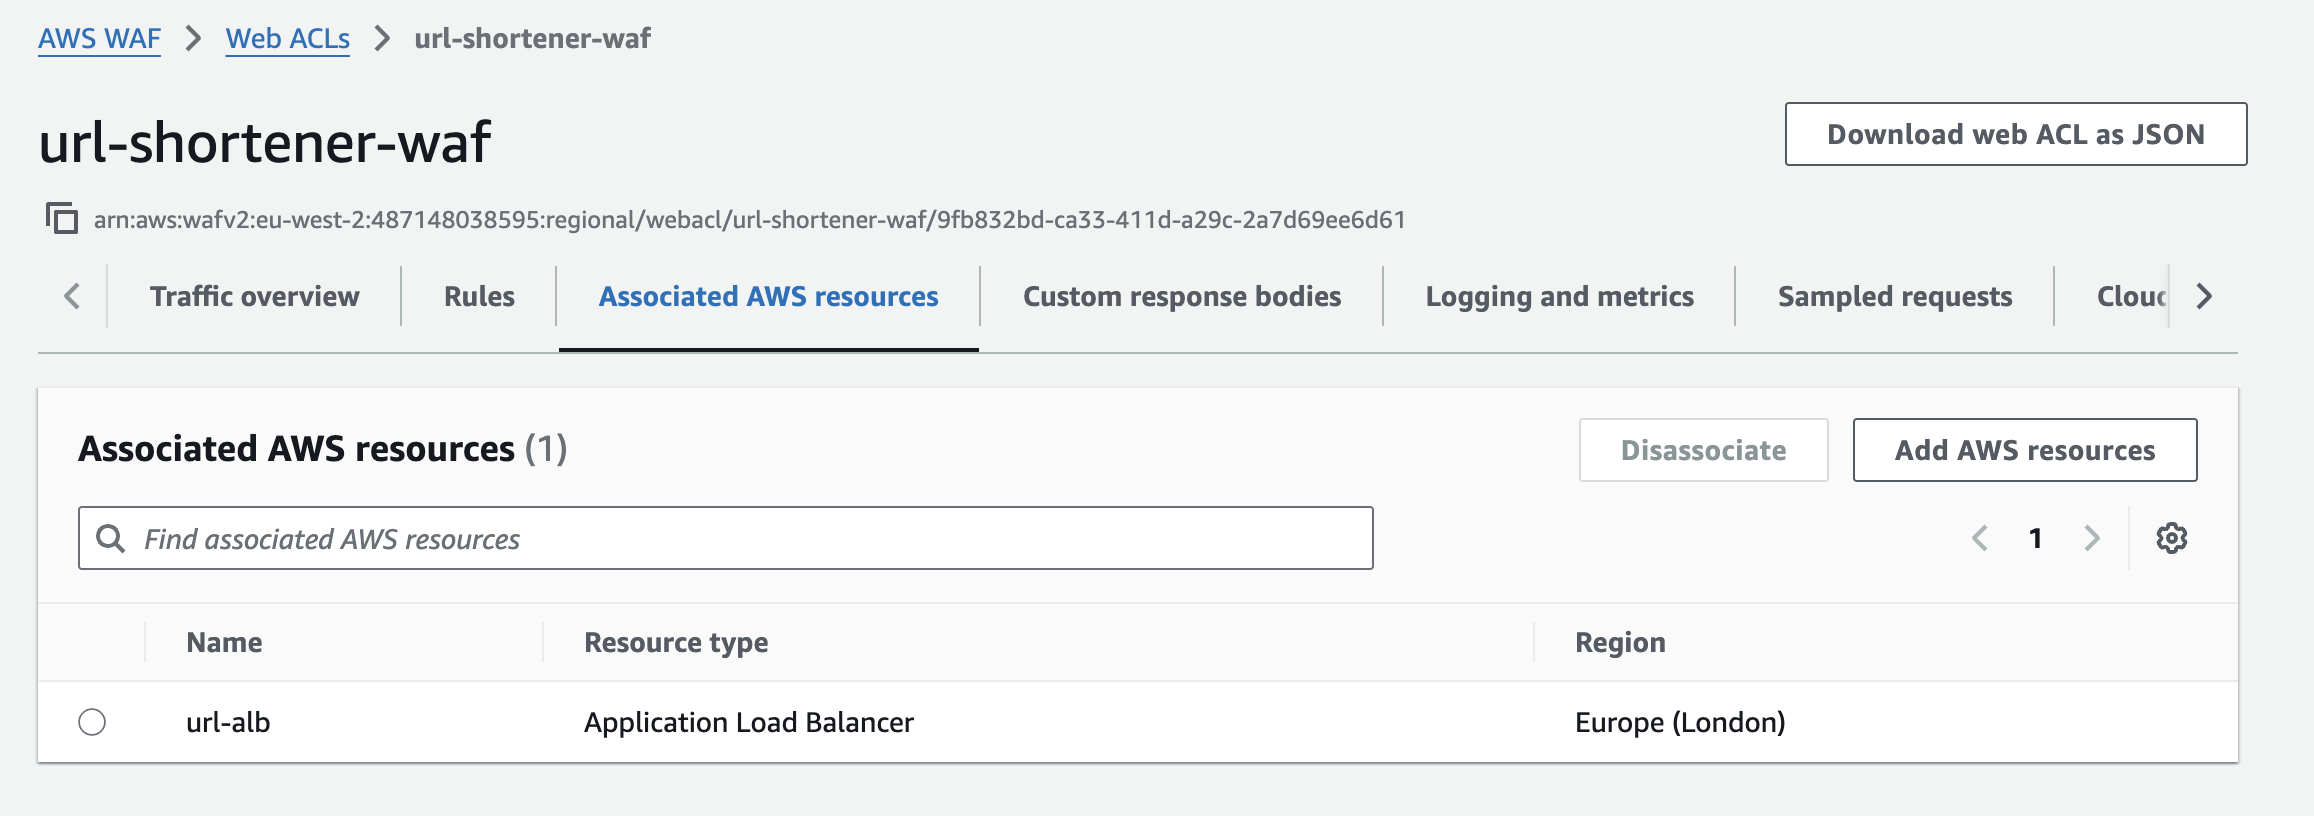 AWS WAF > Web ACLs > url-shortener-waf
url-shortener-waf
Download web ACL as JSON
arn:aws:wafv2:eu-west-2:487148038595:regional/webacl/url-shortener-waf/9fb832bd-ca33-411d-a29c-2a7d69ee6d61
Traffic overview Rules Associated AWS resources Custom response bodies Logging and metrics Sampled requests Clou
Associated AWS resources (1)
Disassociate Add AWS resources
Find associated AWS resources
1
Name Resource type Region
url-alb Application Load Balancer Europe (London)